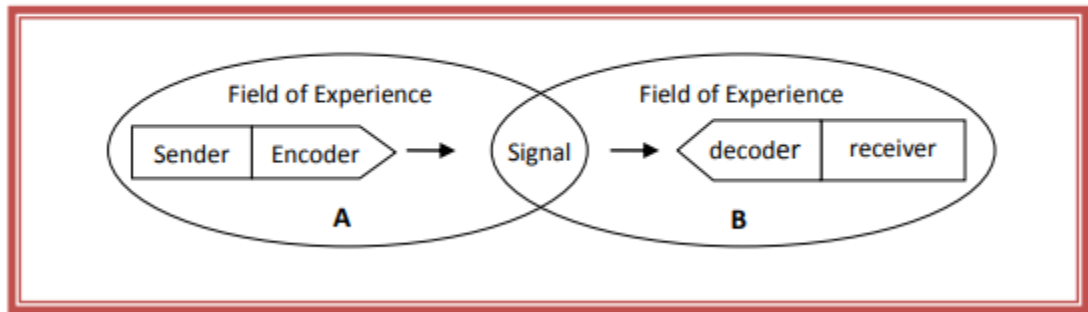 Field of Experience Field of Experience
Sender Encoder Signal decoder receiver
A B